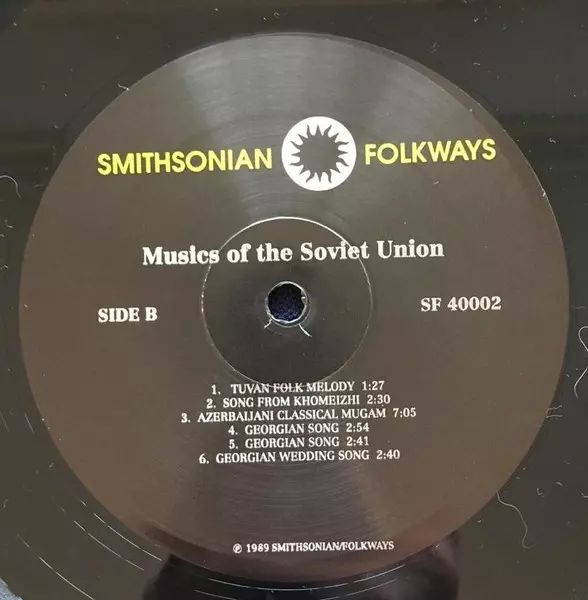 SMITHSONIAN FOLKWAYS
Musics of the Soviet Union
SIDE B SF 40002
1. TUVAN FOLK MELODY 1:27
2. SONG FROM KHOMEIZHI 2:30
3. AZERBAIJANI CLASSICAL MUGAM 7:05
4. GEORGIAN SONG 2:54
5. GEORGIAN SONG 2:41
6. GEORGIAN WEDDING SONG 2:40
℗ 1989 SMITHSONIAN/FOLKWAYS